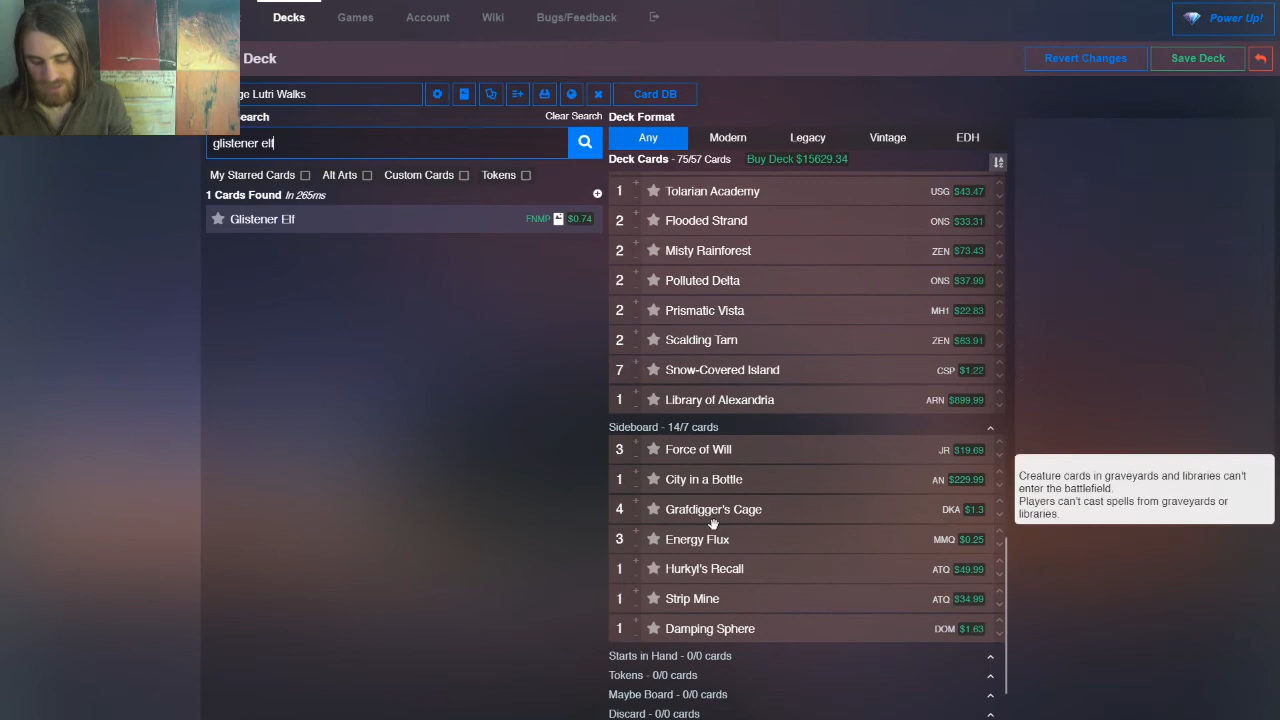 Decks
Games
Account
Wiki
Bugs/Feedback
Power Up!
Deck
Revert Changes
Save Deck
ge Lutri Walks
Card DB
Search
Clear Search
glistener elf
My Starred Cards
Alt Arts
Custom Cards
Tokens
1 Cards Found In 265ms
Glistener Elf FNMP $0.74
Deck Format
Any
Modern
Legacy
Vintage
EDH
Deck Cards - 75/57 Cards Buy Deck $15629.34
1 Tolarian Academy USG $43.47
2 Flooded Strand ONS $33.31
2 Misty Rainforest ZEN $73.43
2 Polluted Delta ONS $37.99
2 Prismatic Vista MH1 $22.83
2 Scalding Tarn ZEN $63.91
7 Snow-Covered Island CSP $1.22
1 Library of Alexandria ARN $899.99
Sideboard - 14/7 cards
3 Force of Will JR $19.69
1 City in a Bottle AN $229.99
4 Grafdigger's Cage DKA $1.3
3 Energy Flux MMQ $0.25
1 Hurkyl's Recall ATQ $49.99
1 Strip Mine ATQ $34.99
1 Damping Sphere DOM $1.63
Starts in Hand - 0/0 cards
Tokens - 0/0 cards
Maybe Board - 0/0 cards
Discard - 0/0 cards
Creature cards in graveyards and libraries can't
enter the battlefield.
Players can't cast spells from graveyards or
libraries.